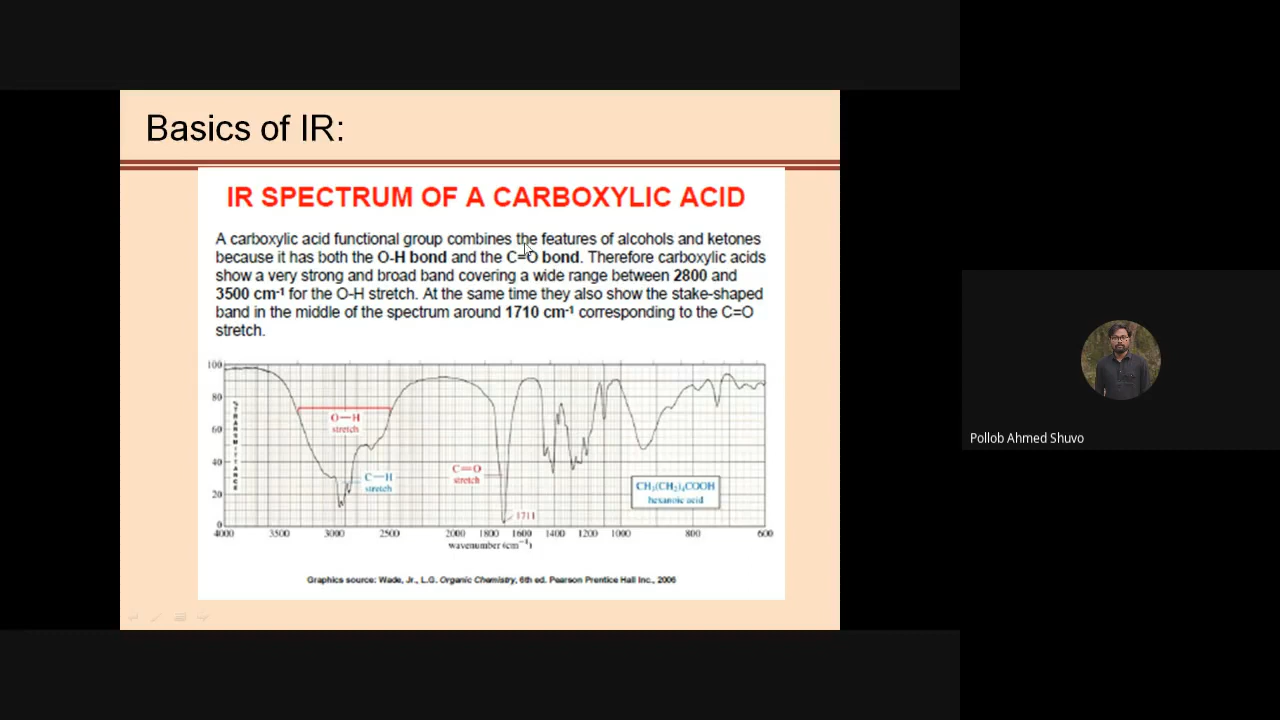 Basics of IR:
IR SPECTRUM OF A CARBOXYLIC ACID
A carboxylic acid functional group combines the features of alcohols and ketones
because it has both the O-H bond and the C=O bond. Therefore carboxylic acids
show a very strong and broad band covering a wide range between 2800 and
3500 cm-1 for the O-H stretch. At the same time they also show the stake-shaped
band in the middle of the spectrum around 1710 cm-1 corresponding to the C=O
stretch.
100
80
60
40
20
0
%TRANSMITTANCE
O—H
stretch
C—H
stretch
C=O
stretch
1711
CH3(CH2)4COOH
hexanoic acid
4000 3500 3000 2500 2000 1800 1600 1400 1200 1000 800 600
wavenumber (cm-1)
Graphics source: Wade, Jr., L.G. Organic Chemistry, 6th ed. Pearson Prentice Hall Inc., 2006
Pollob Ahmed Shuvo